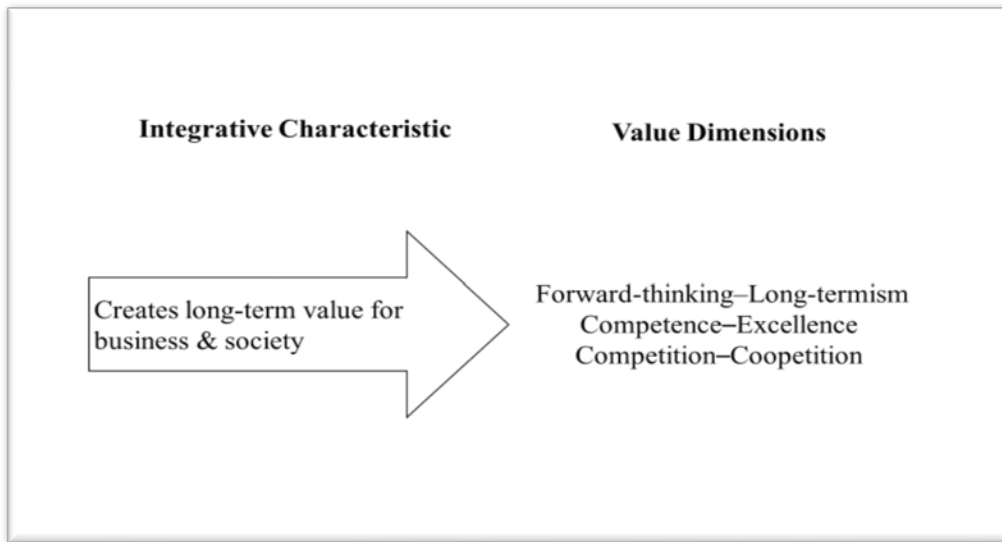 Integrative Characteristic
Value Dimensions
Creates long-term value for
business & society
Forward-thinking–Long-termism
Competence–Excellence
Competition–Coopetition